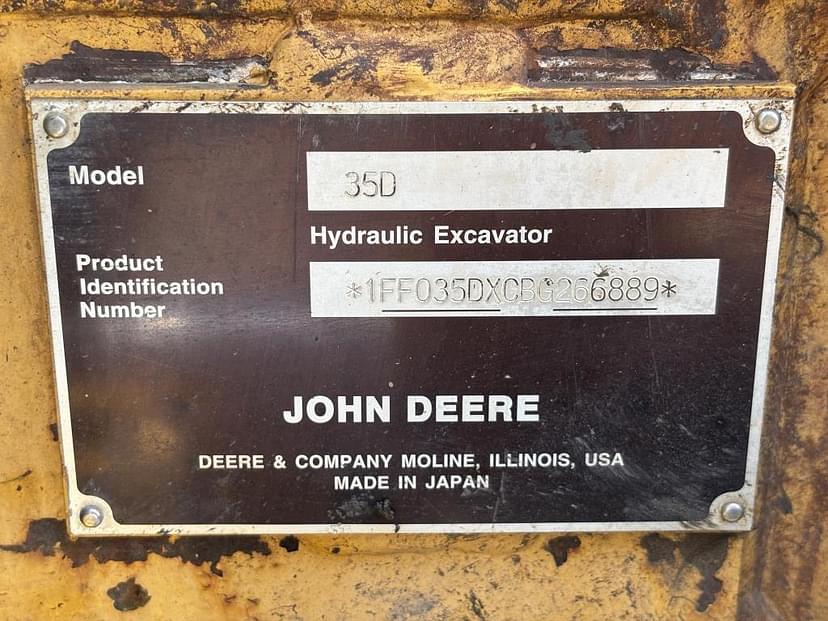 Model 35D
Hydraulic Excavator
Product
Identification
Number
*1FF035DXCBG266889*
JOHN DEERE
DEERE & COMPANY MOLINE, ILLINOIS, USA
MADE IN JAPAN